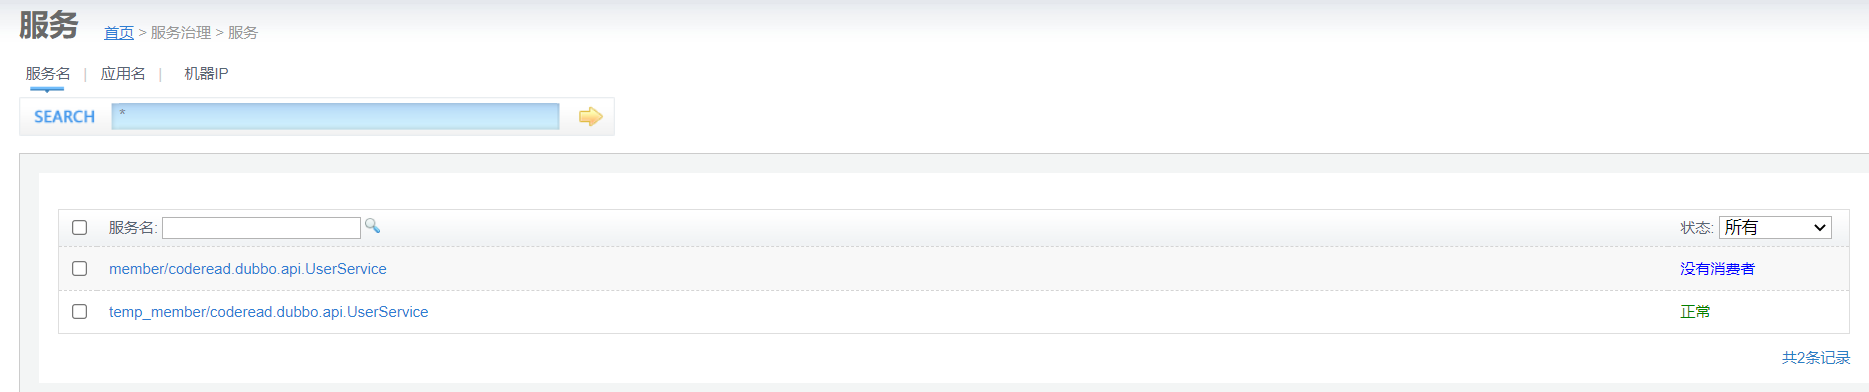 服务 首页 > 服务治理 > 服务
服务名 | 应用名 | 机器IP
SEARCH *
服务名: 状态: 所有
member/coderead.dubbo.api.UserService 没有消费者
temp_member/coderead.dubbo.api.UserService 正常
共2条记录